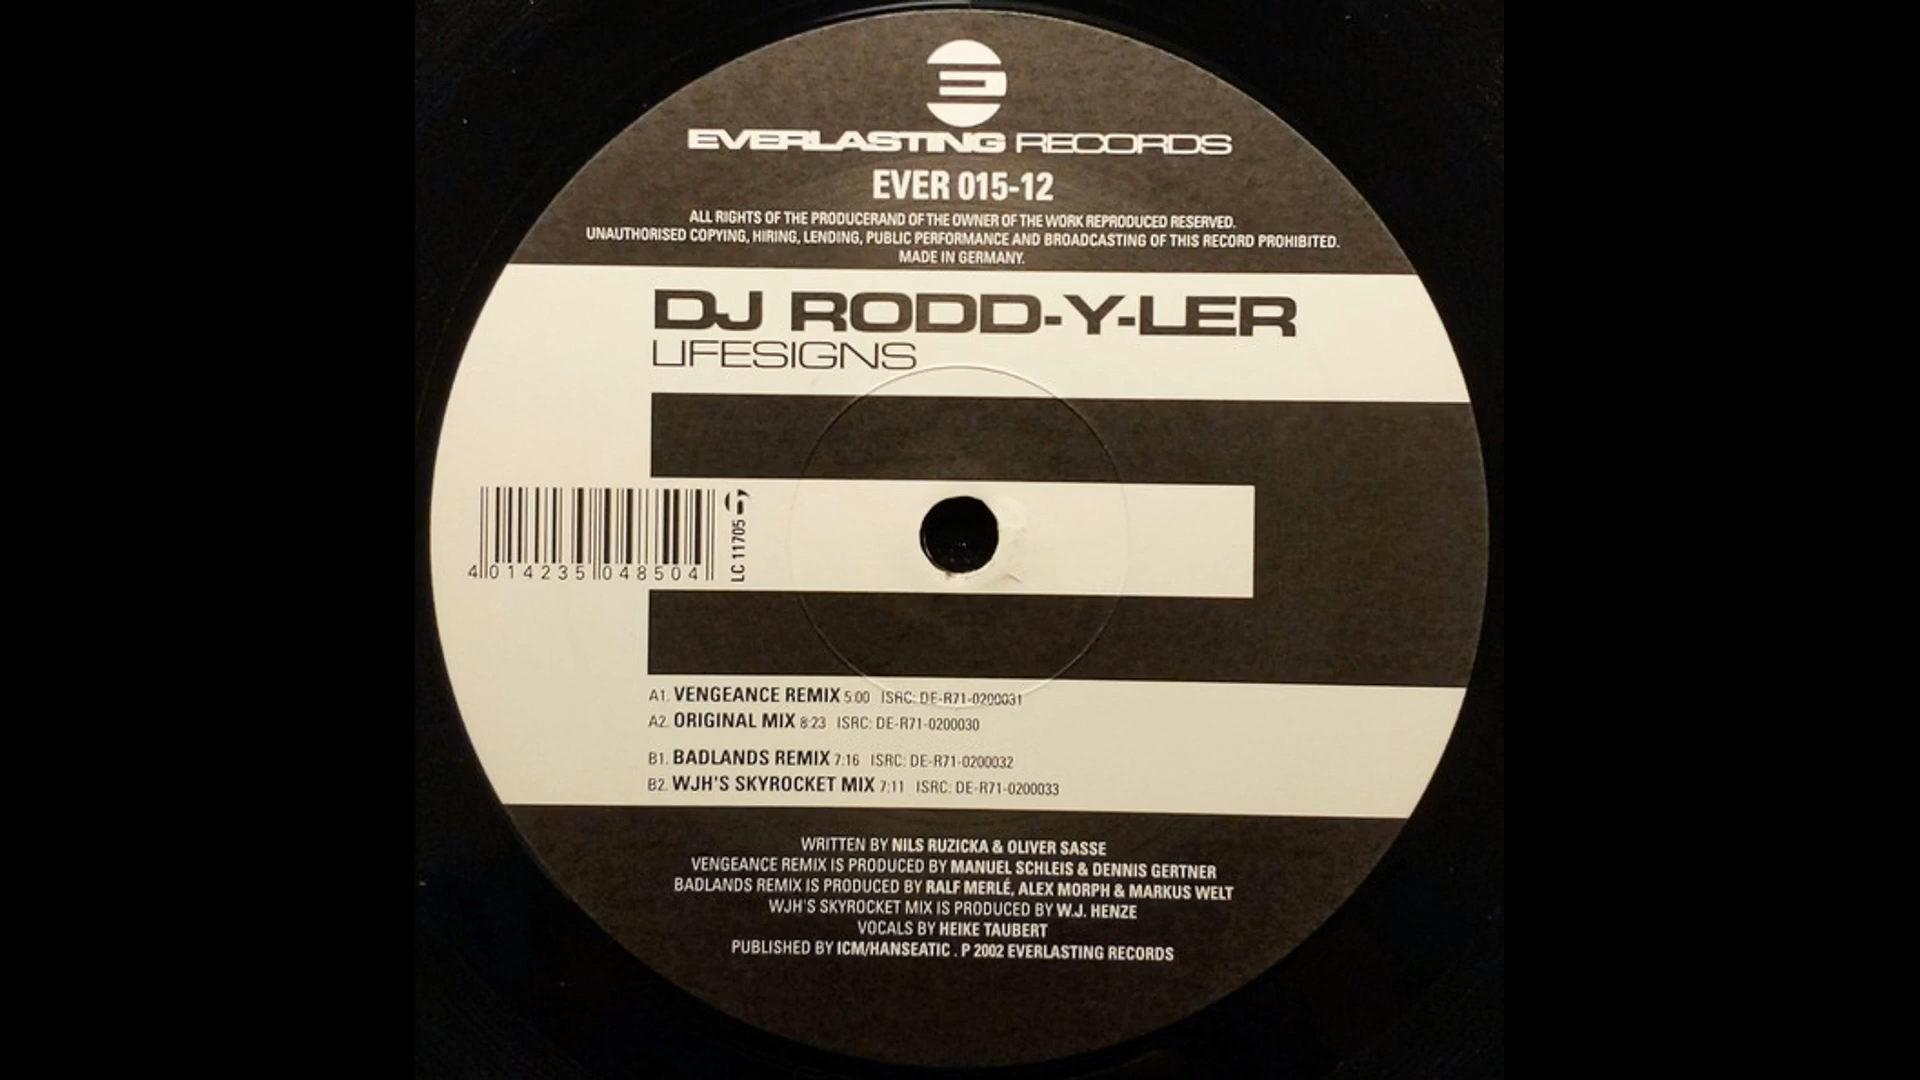 EVERLASTING RECORDS
EVER 015-12
ALL RIGHTS OF THE PRODUCERAND OF THE OWNER OF THE WORK REPRODUCED RESERVED.
UNAUTHORISED COPYING, HIRING, LENDING, PUBLIC PERFORMANCE AND BROADCASTING OF THIS RECORD PROHIBITED.
MADE IN GERMANY.
DJ RODD-Y-LER
LIFESIGNS
4 014235 048504
LC 11705
A1. VENGEANCE REMIX 5:00 ISRC: DE-R71-0200031
A2. ORIGINAL MIX 8:23 ISRC: DE-R71-0200030
B1. BADLANDS REMIX 7:16 ISRC: DE-R71-0200032
B2. WJH'S SKYROCKET MIX 7:11 ISRC: DE-R71-0200033
WRITTEN BY NILS RUZICKA & OLIVER SASSE
VENGEANCE REMIX IS PRODUCED BY MANUEL SCHLEIS & DENNIS GERTNER
BADLANDS REMIX IS PRODUCED BY RALF MERLÉ, ALEX MORPH & MARKUS WELT
WJH'S SKYROCKET MIX IS PRODUCED BY W.J. HENZE
VOCALS BY HEIKE TAUBERT
PUBLISHED BY ICM/HANSEATIC . P 2002 EVERLASTING RECORDS